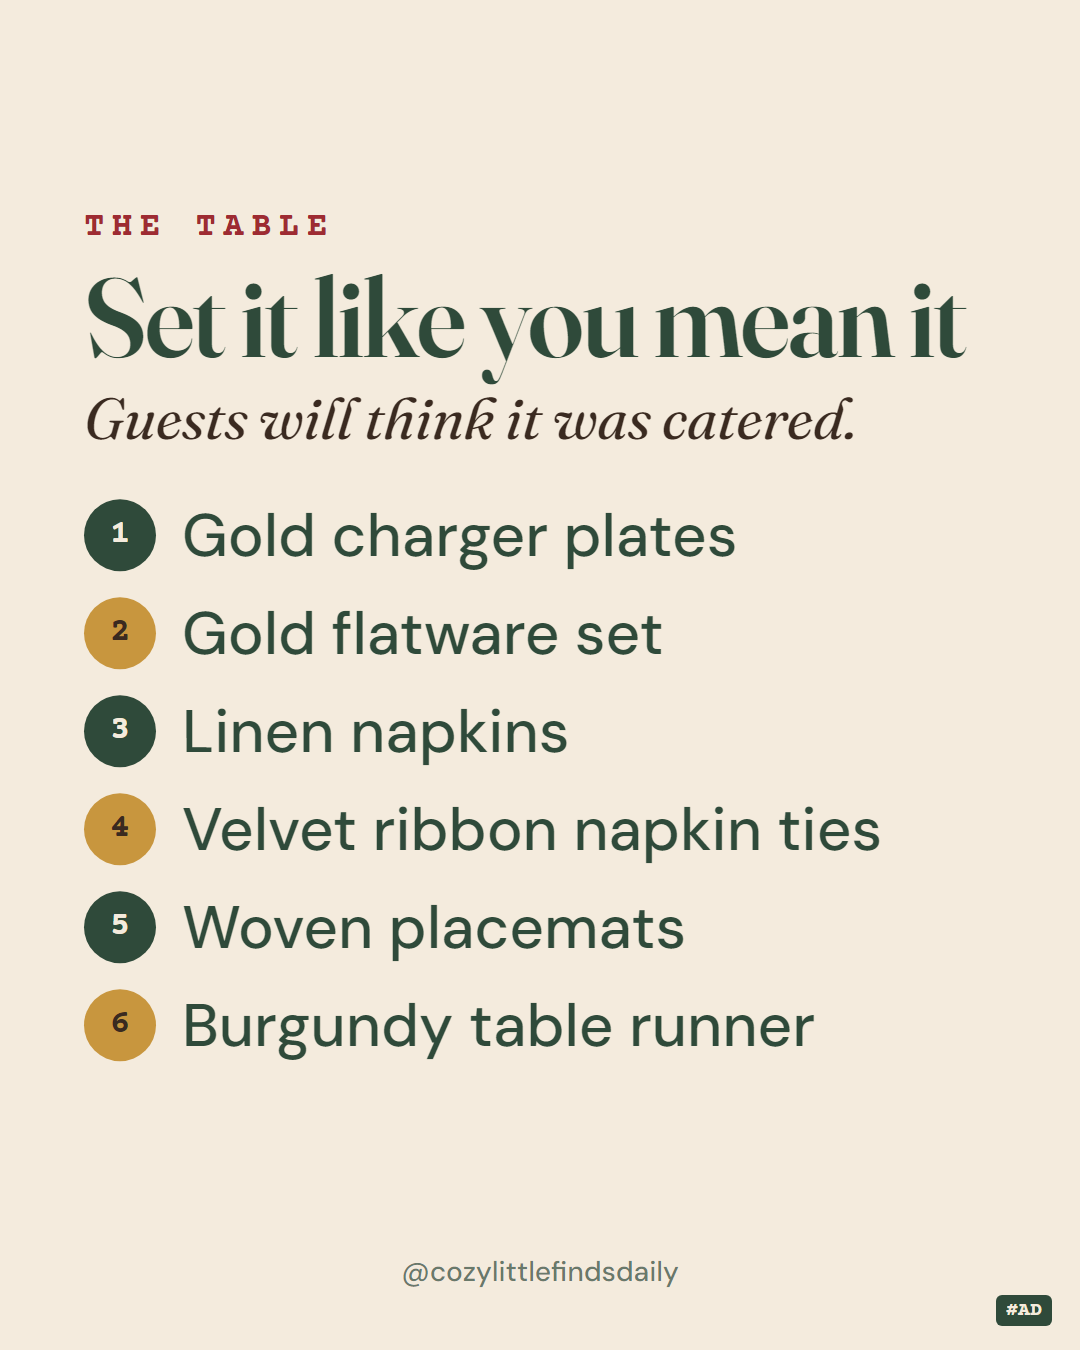 THE TABLE
Set it like you mean it
Guests will think it was catered.
1 Gold charger plates
2 Gold flatware set
3 Linen napkins
4 Velvet ribbon napkin ties
5 Woven placemats
6 Burgundy table runner
@cozylittlefindsdaily
#AD